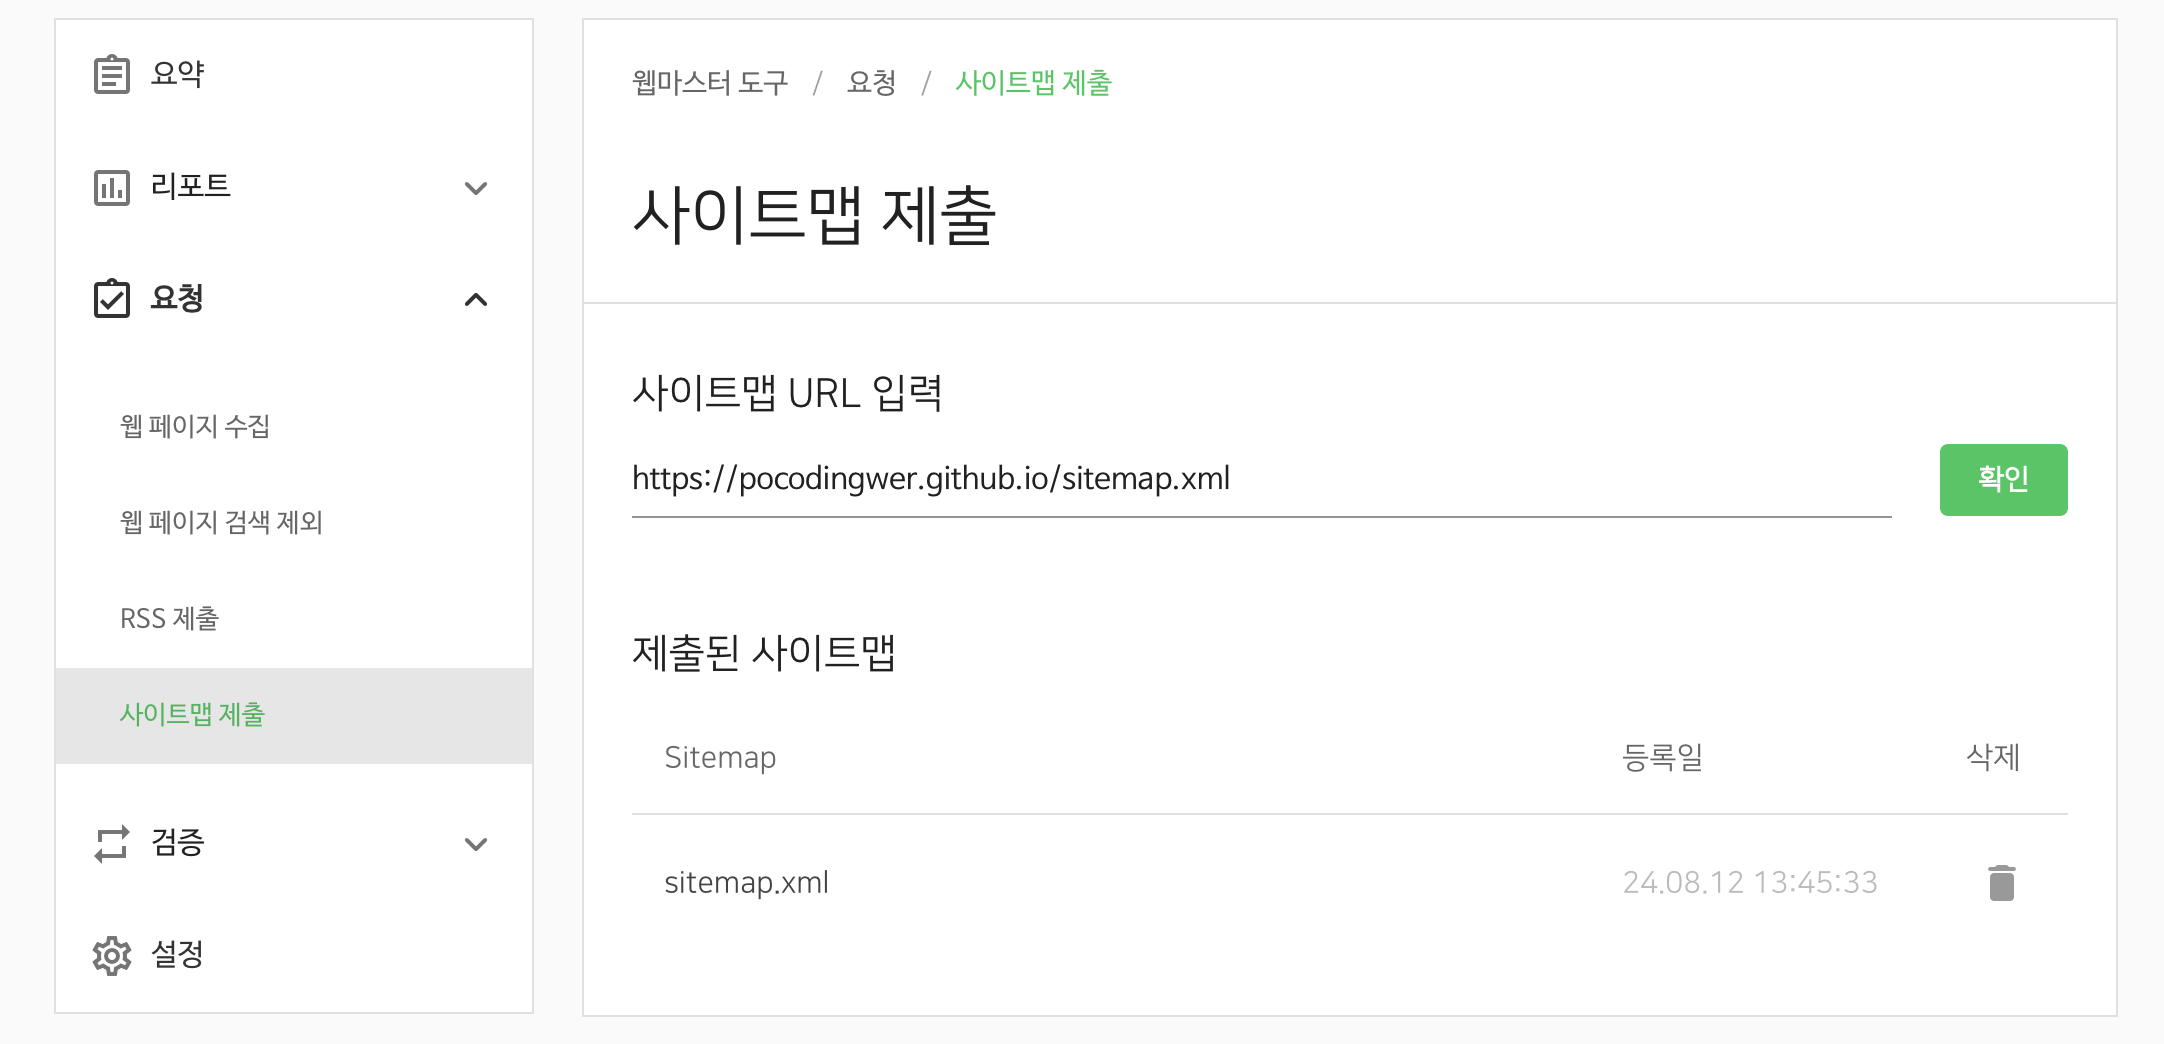 요약
리포트
요청
웹 페이지 수집
웹 페이지 검색 제외
RSS 제출
사이트맵 제출
검증
설정
웹마스터 도구 / 요청 / 사이트맵 제출
사이트맵 제출
사이트맵 URL 입력
https://pocodingwer.github.io/sitemap.xml
확인
제출된 사이트맵
Sitemap 등록일 삭제
sitemap.xml 24.08.12 13:45:33